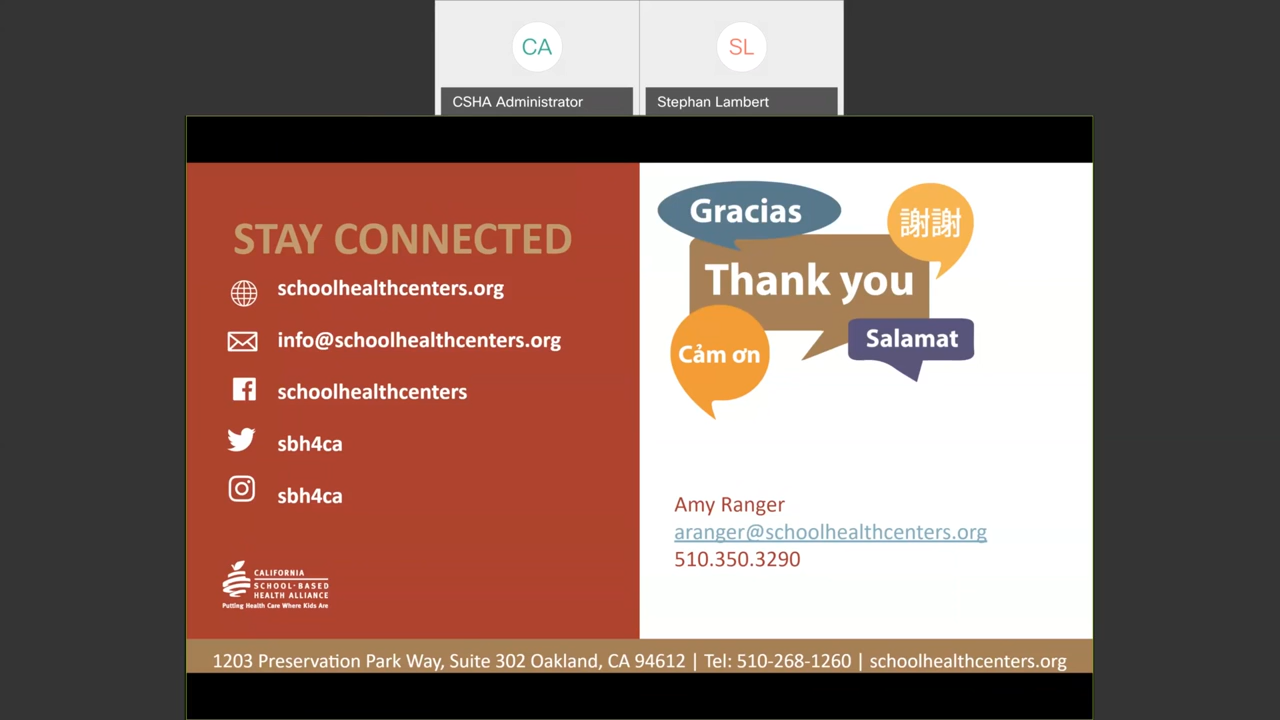 CA
SL
CSHA Administrator
Stephan Lambert
STAY CONNECTED
schoolhealthcenters.org
info@schoolhealthcenters.org
schoolhealthcenters
sbh4ca
sbh4ca
CALIFORNIA
SCHOOL-BASED
HEALTH ALLIANCE
Putting Health Care Where Kids Are
Gracias
謝謝
Thank you
Cảm ơn
Salamat
Amy Ranger
aranger@schoolhealthcenters.org
510.350.3290
1203 Preservation Park Way, Suite 302 Oakland, CA 94612 | Tel: 510-268-1260 | schoolhealthcenters.org